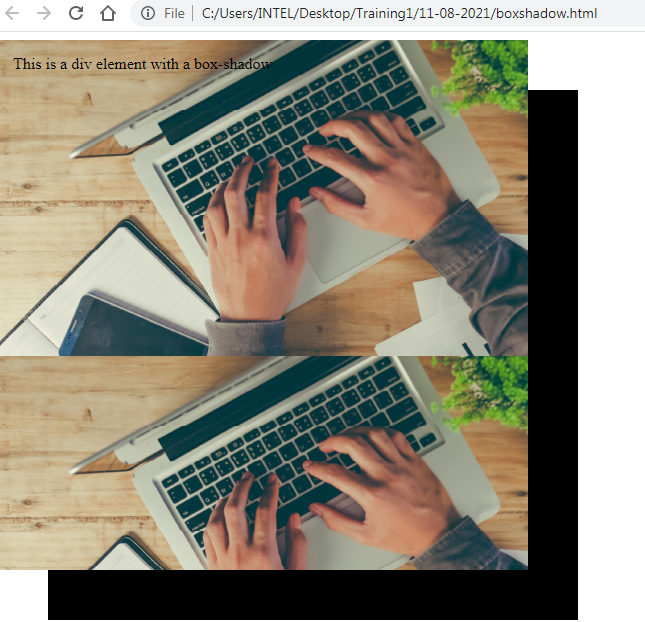 File
C:/Users/INTEL/Desktop/Training1/11-08-2021/boxshadow.html
This is a div element with a box-shadow